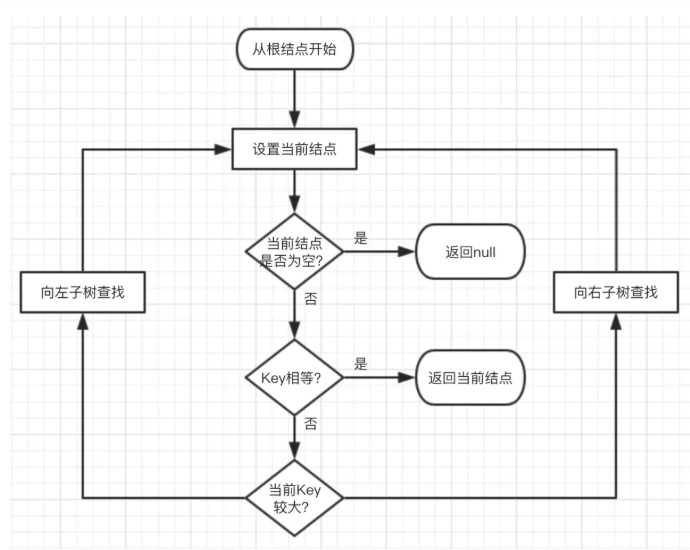 从根结点开始
设置当前结点
当前结点
是否为空?
是
返回null
向左子树查找
向右子树查找
否
Key相等?
是
返回当前结点
否
当前Key
较大?